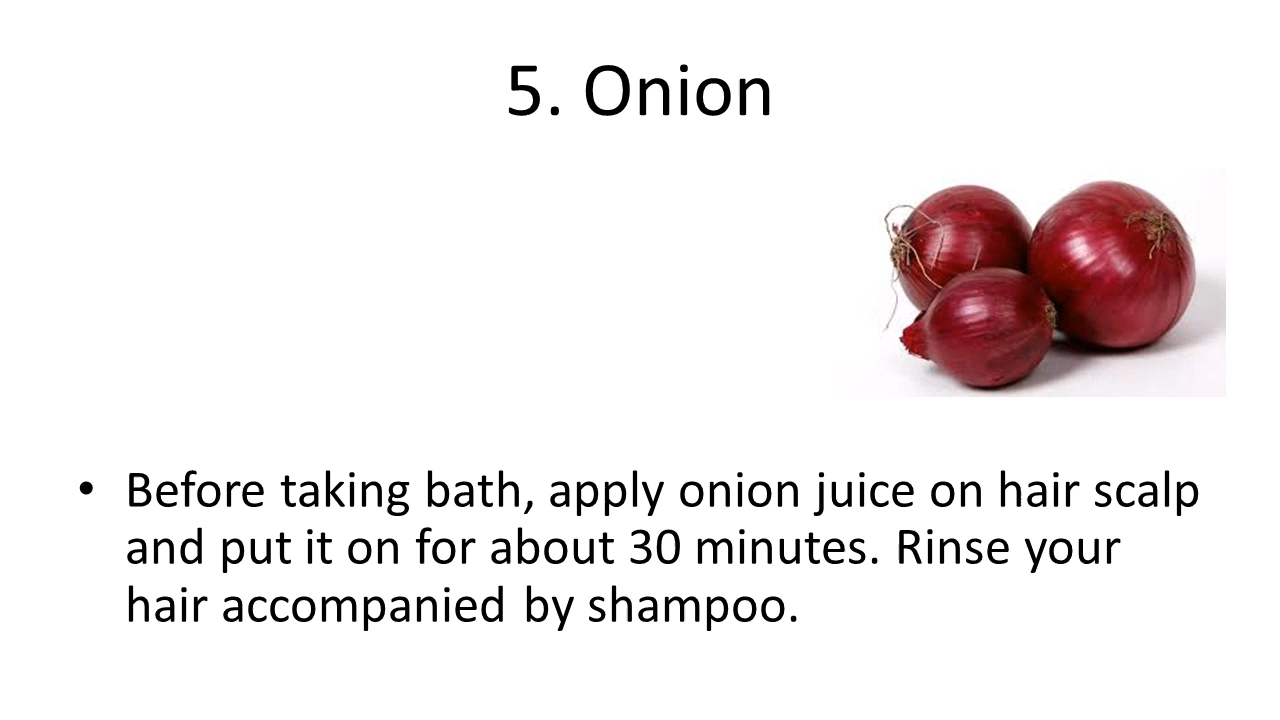 5. Onion
• Before taking bath, apply onion juice on hair scalp
and put it on for about 30 minutes. Rinse your
hair accompanied by shampoo.